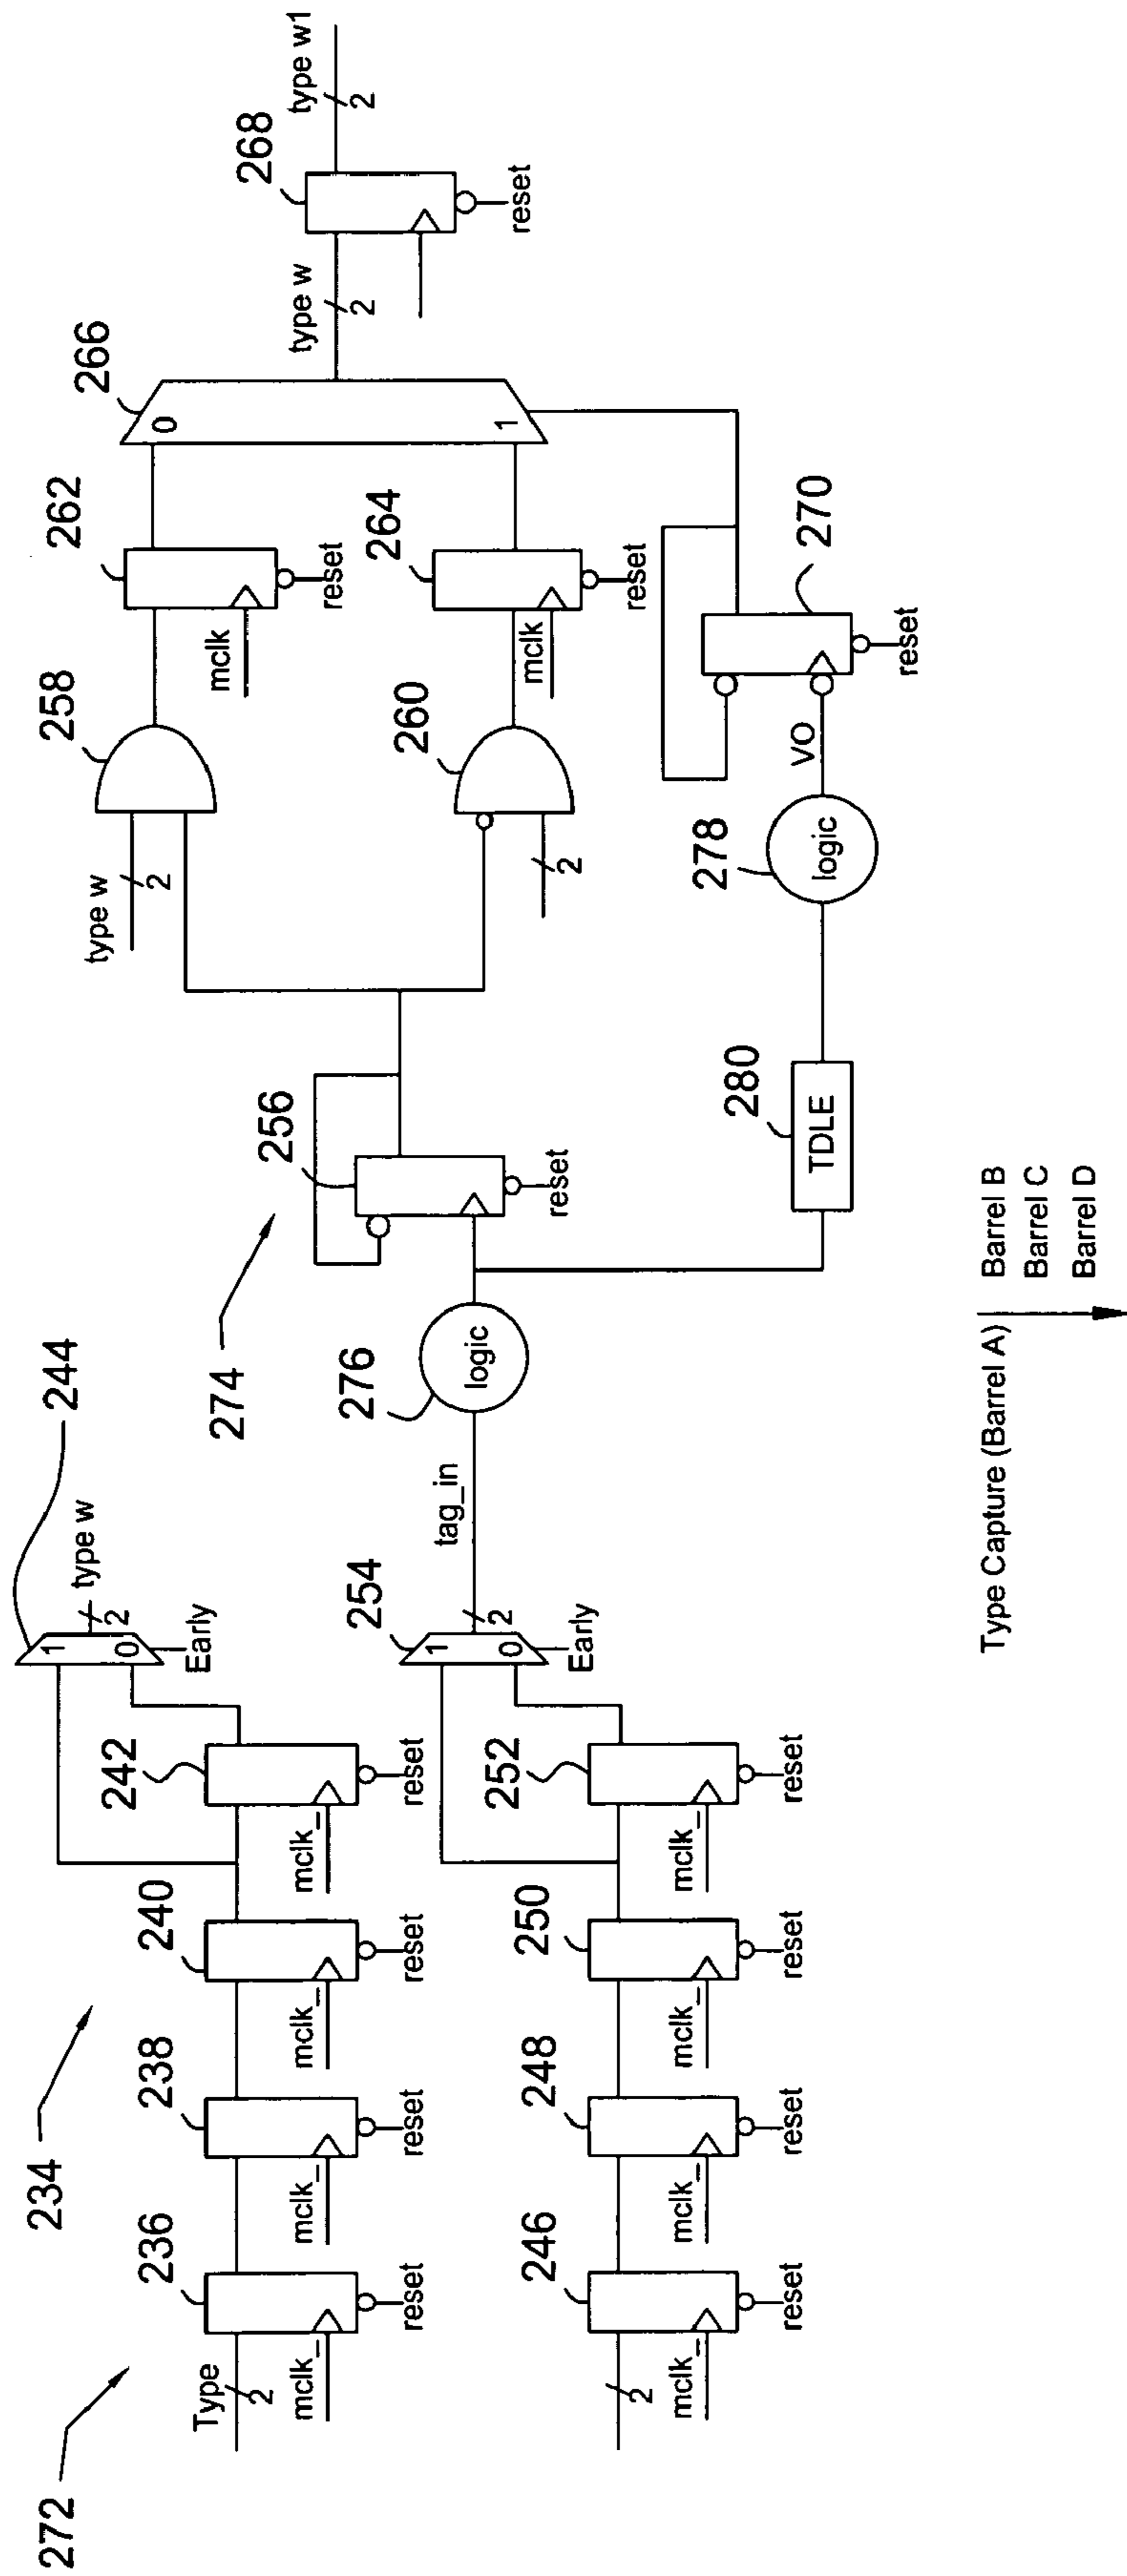 272
234
Type
2
236
mclk_
reset
238
mclk_
reset
240
mclk_
reset
242
mclk_
reset
244
1
0
type w
2
Early
2
246
mclk_
reset
248
mclk_
reset
250
mclk_
reset
252
mclk_
reset
254
1
0
2
Early
tag_in
276
logic
274
256
reset
type w
2
258
260
2
262
mclk
reset
264
mclk
reset
266
0
1
type w
2
268
reset
type w1
2
280
TDLE
278
logic
VO
270
reset
Type Capture (Barrel A)
Barrel B
Barrel C
Barrel D